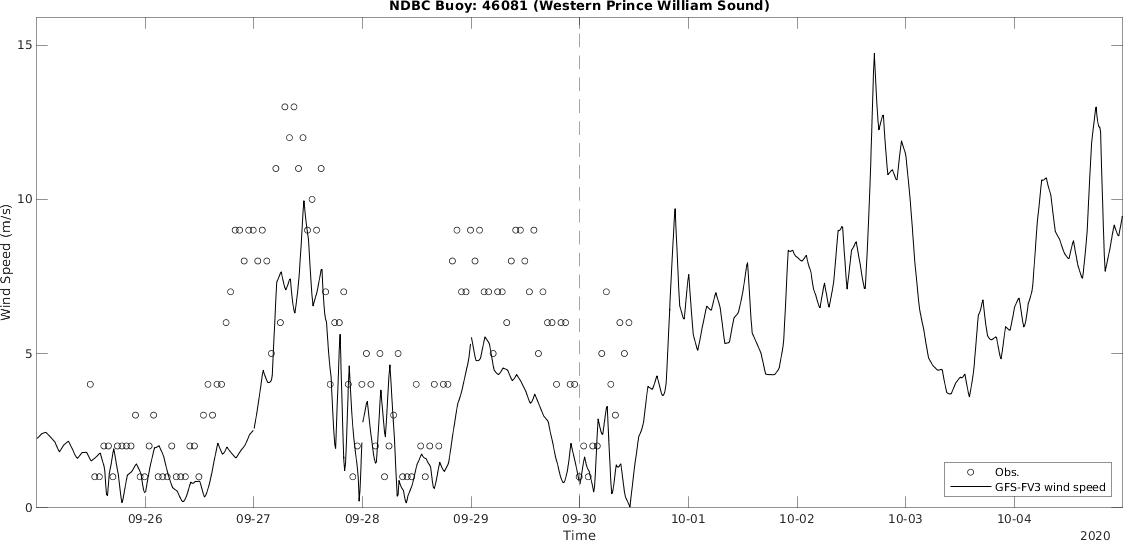 NDBC Buoy: 46081 (Western Prince William Sound)
15
10
5
0
Wind Speed (m/s)
09-26 09-27 09-28 09-29 09-30 10-01 10-02 10-03 10-04
Time
2020
Obs.
GFS-FV3 wind speed